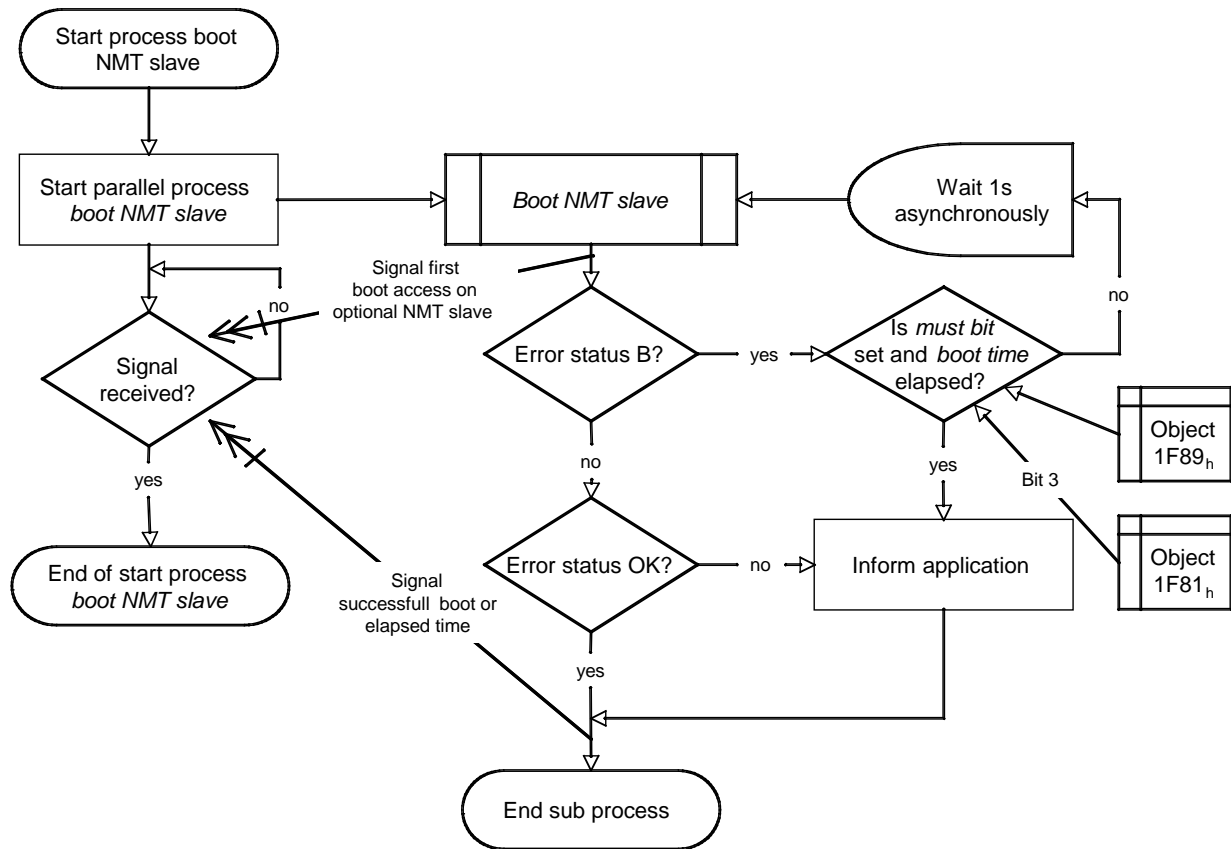 Start process boot
NMT slave
Start parallel process
boot NMT slave
Boot NMT slave
Wait 1s
asynchronously
Signal first
boot access on
optional NMT slave
no
no
Signal
received?
Error status B?
yes
Is must bit
set and boot time
elapsed?
Object
1F89h
yes
no
yes
Bit 3
End of start process
boot NMT slave
Signal
successfull boot or
elapsed time
Error status OK?
no
Inform application
Object
1F81h
yes
End sub process